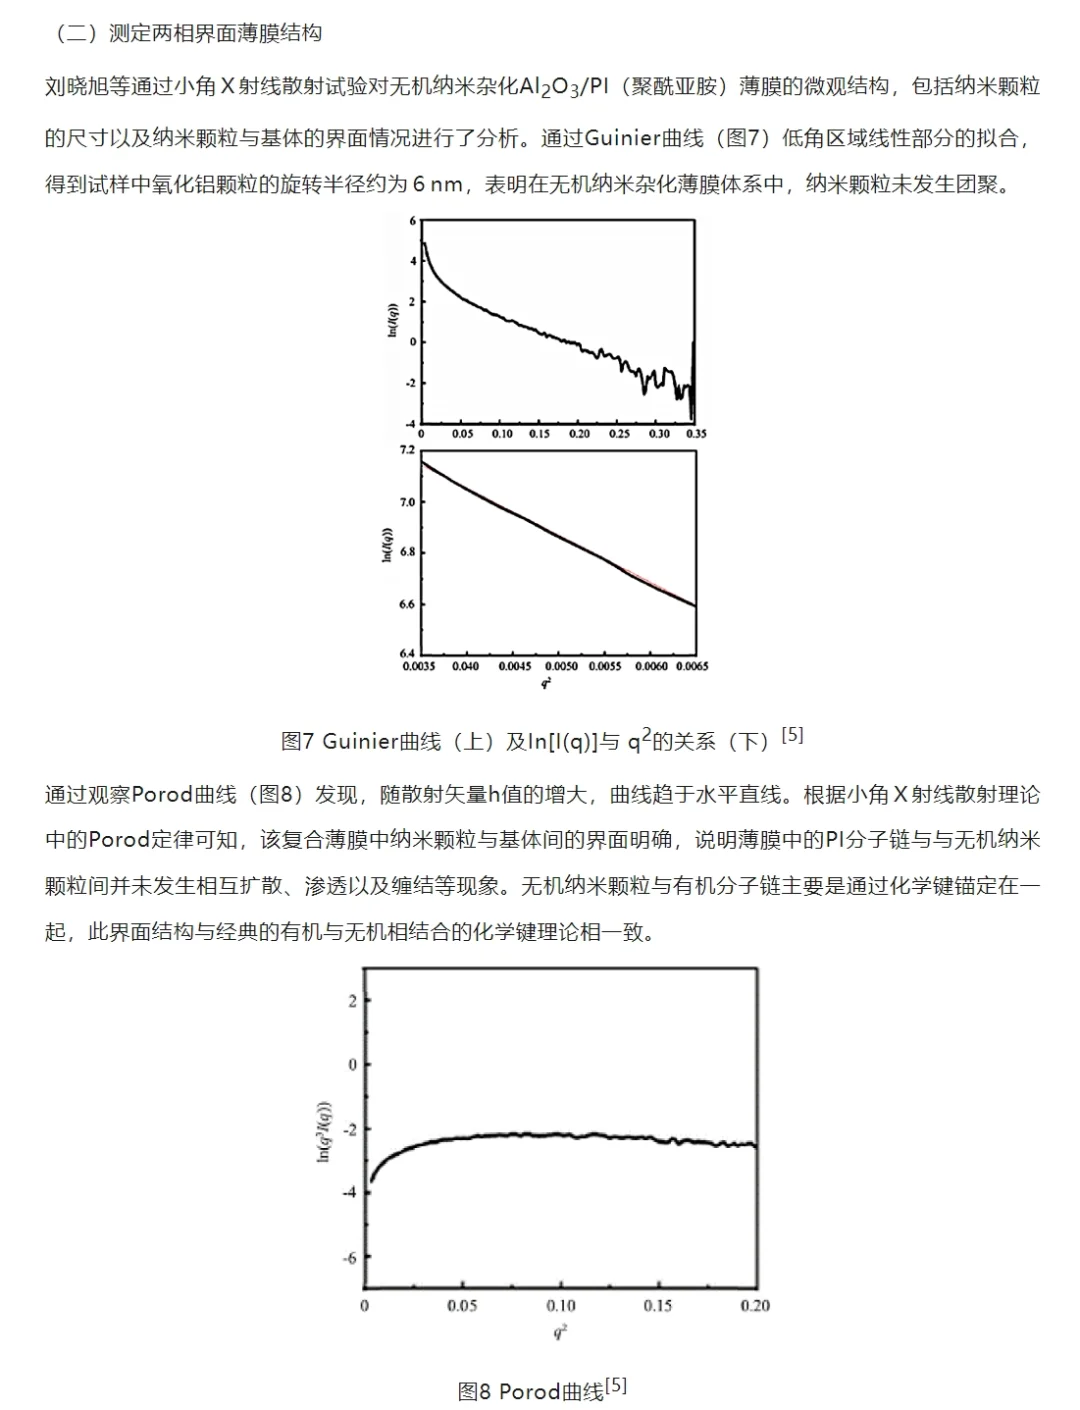 （二）测定两相界面薄膜结构
刘晓旭等通过小角X射线散射试验对无机纳米杂化Al2O3/PI（聚酰亚胺）薄膜的微观结构，包括纳米颗粒
的尺寸以及纳米颗粒与基体的界面情况进行了分析。通过Guinier曲线（图7）低角区域线性部分的拟合，
得到试样中氧化铝颗粒的旋转半径约为6 nm，表明在无机纳米杂化薄膜体系中，纳米颗粒未发生团聚。
6
4
2
0
-2
-4
ln(I(q))
0 0.05 0.10 0.15 0.20 0.25 0.30 0.35
7.2
7.0
6.8
6.6
6.4
ln(I(q))
0.0035 0.040 0.0045 0.0050 0.0055 0.0060 0.0065
q²
图7 Guinier曲线（上）及ln[I(q)]与 q²的关系（下）[5]
通过观察Porod曲线（图8）发现，随散射矢量h值的增大，曲线趋于水平直线。根据小角X射线散射理论
中的Porod定律可知，该复合薄膜中纳米颗粒与基体间的界面明确，说明薄膜中的PI分子链与与无机纳米
颗粒间并未发生相互扩散、渗透以及缠结等现象。无机纳米颗粒与有机分子链主要是通过化学键锚定在一
起，此界面结构与经典的有机与无机相结合的化学键理论相一致。
2
0
-2
-4
-6
ln(q³I(q))
0 0.05 0.10 0.15 0.20
q²
图8 Porod曲线[5]